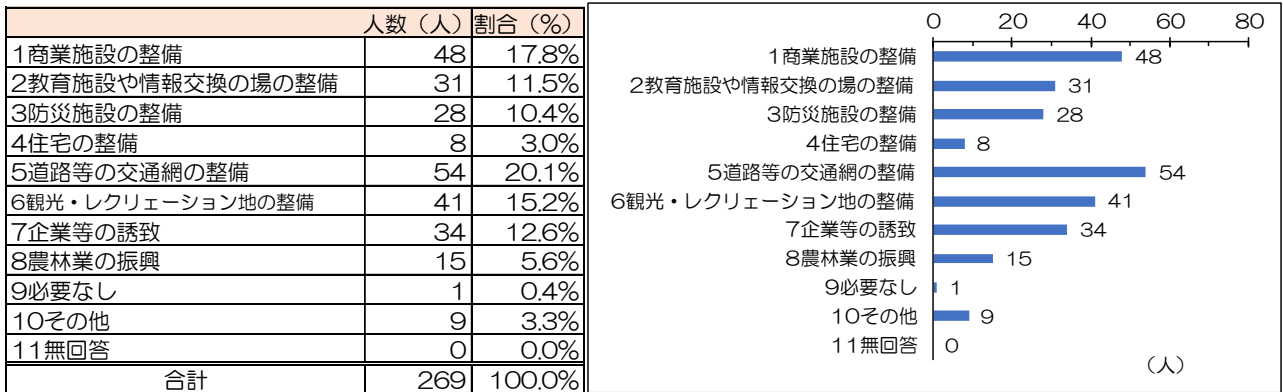 人数（人） 割合（%）
1商業施設の整備 48 17.8%
2教育施設や情報交換の場の整備 31 11.5%
3防災施設の整備 28 10.4%
4住宅の整備 8 3.0%
5道路等の交通網の整備 54 20.1%
6観光・レクリェーション地の整備 41 15.2%
7企業等の誘致 34 12.6%
8農林業の振興 15 5.6%
9必要なし 1 0.4%
10その他 9 3.3%
11無回答 0 0.0%
合計 269 100.0%
0 20 40 60 80
1商業施設の整備 48
2教育施設や情報交換の場の整備 31
3防災施設の整備 28
4住宅の整備 8
5道路等の交通網の整備 54
6観光・レクリェーション地の整備 41
7企業等の誘致 34
8農林業の振興 15
9必要なし 1
10その他 9
11無回答 0
（人）